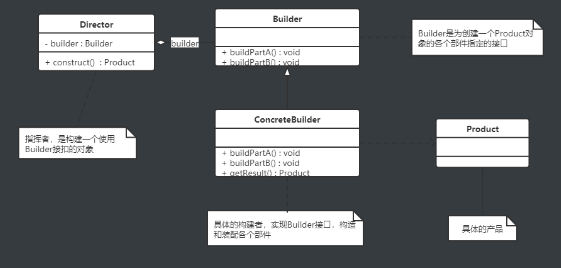 Director
- builder : Builder
+ construct() : Product
builder
Builder
+ buildPartA() : void
+ buildPartB() : void
Builder是为创建一个Product对
象的各个部件指定的接口
指挥者，是构建一个使用
Builder接扣的对象
ConcreteBuilder
+ buildPartA() : void
+ buildPartB() : void
+ getResult() : Product
Product
具体的构建者，实现Builder接口，构造
和装配各个部件
具体的产品